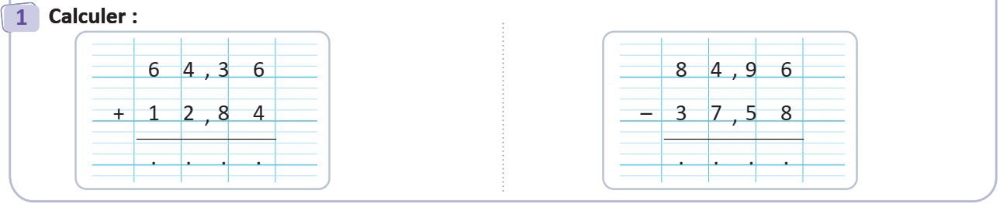 1 Calculer :
6 4 , 3 6
+ 1 2 , 8 4
. . . .
8 4 , 9 6
– 3 7 , 5 8
. . . .